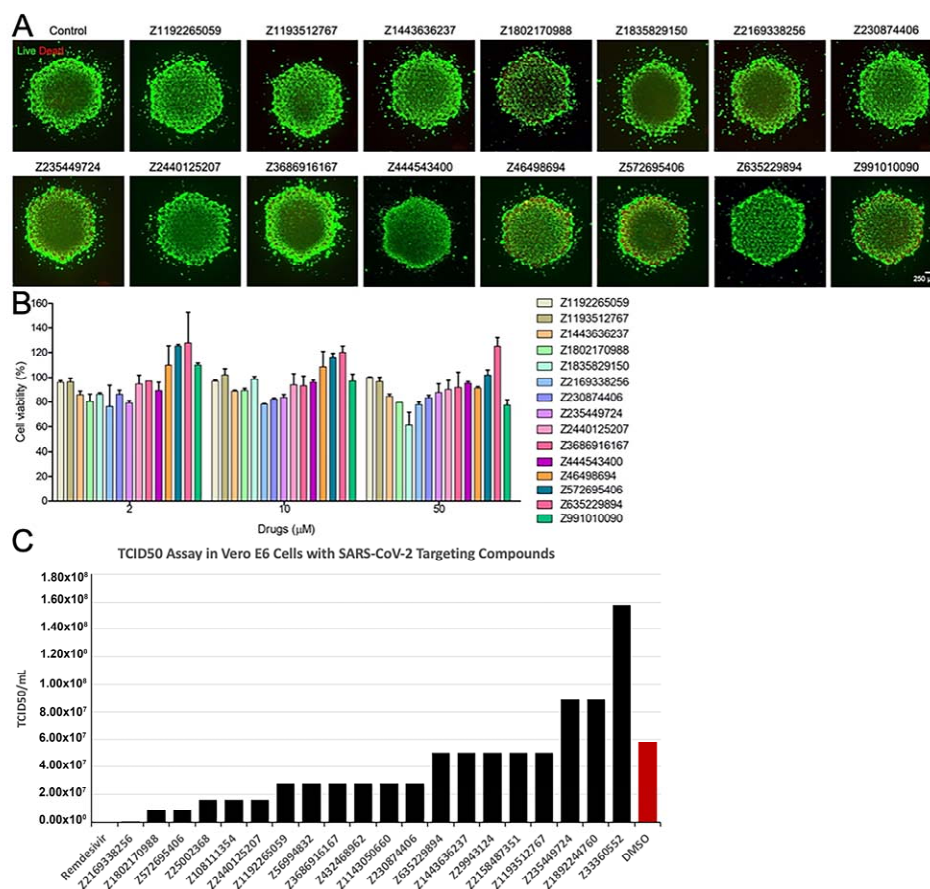 A
Control Z1192265059 Z1193512767 Z1443636237 Z1802170988 Z1835829150 Z2169338256 Z230874406
Live Dead
Z235449724 Z2440125207 Z3686916167 Z444543400 Z46498694 Z572695406 Z635229894 Z991010090
250 μ
B
160
140
120
100
80
60
40
20
0
Cell viability (%)
2 10 50
Drugs (μM)
Z1192265059
Z1193512767
Z1443636237
Z1802170988
Z1835829150
Z2169338256
Z230874406
Z235449724
Z2440125207
Z3686916167
Z444543400
Z46498694
Z572695406
Z635229894
Z991010090
C
TCID50 Assay in Vero E6 Cells with SARS-CoV-2 Targeting Compounds
TCID50/mL
1.80x10⁸
1.60x10⁸
1.40x10⁸
1.20x10⁰
1.00x10⁸
8.00x10⁷
6.00x10⁷
4.00x10⁷
2.00x10⁷
0.00x10⁰
Remdesivir
Z2169338256
Z1802170988
Z572695406
Z25002368
Z108111354
Z2440125207
Z1192265059
Z56994832
Z3686916167
Z432468962
Z1143050660
Z230874406
Z635229894
Z1443636237
Z29943124
Z2158487351
Z1193512767
Z235449724
Z1892244760
Z33360552
DMSO